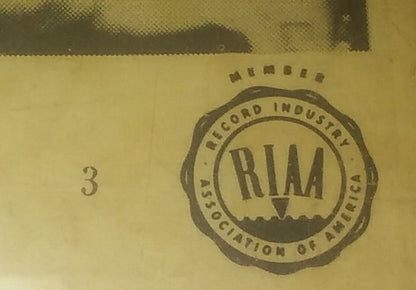 MEMBER
RECORD INDUSTRY
RIAA
ASSOCIATION OF AMERICA
3